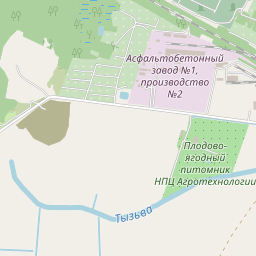 Асфальтобетонный
завод №1,
производство
№2
Плодово-
ягодный
питомник
НПЦ Агротехнологии
Тызьва